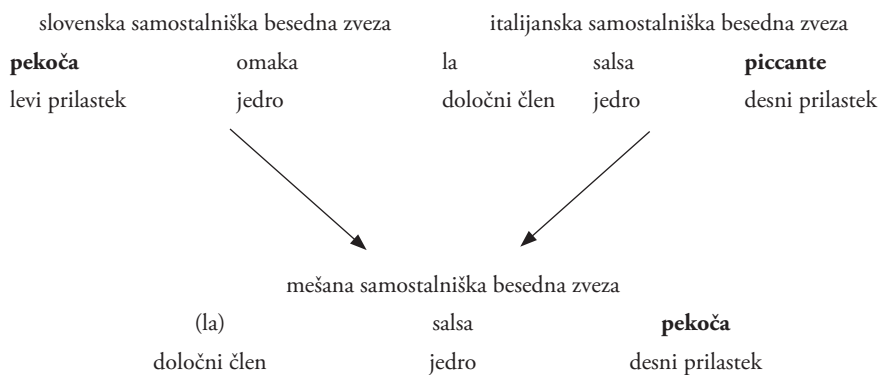 slovenska samostalniška besedna zveza italijanska samostalniška besedna zveza
pekoča omaka la salsa piccante
levi prilastek jedro določni člen jedro desni prilastek
mešana samostalniška besedna zveza
(la) salsa pekoča
določni člen jedro desni prilastek